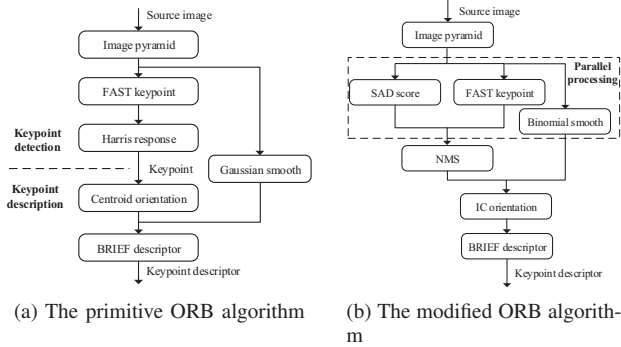 Source image
Image pyramid
FAST keypoint
Harris response
Keypoint
detection
Keypoint
Keypoint
description
Gaussian smooth
Centroid orientation
BRIEF descriptor
Keypoint descriptor
(a) The primitive ORB algorithm
Source image
Image pyramid
Parallel
processing
SAD score
FAST keypoint
Binomial smooth
NMS
IC orientation
BRIEF descriptor
Keypoint descriptor
(b) The modified ORB algorith-
m